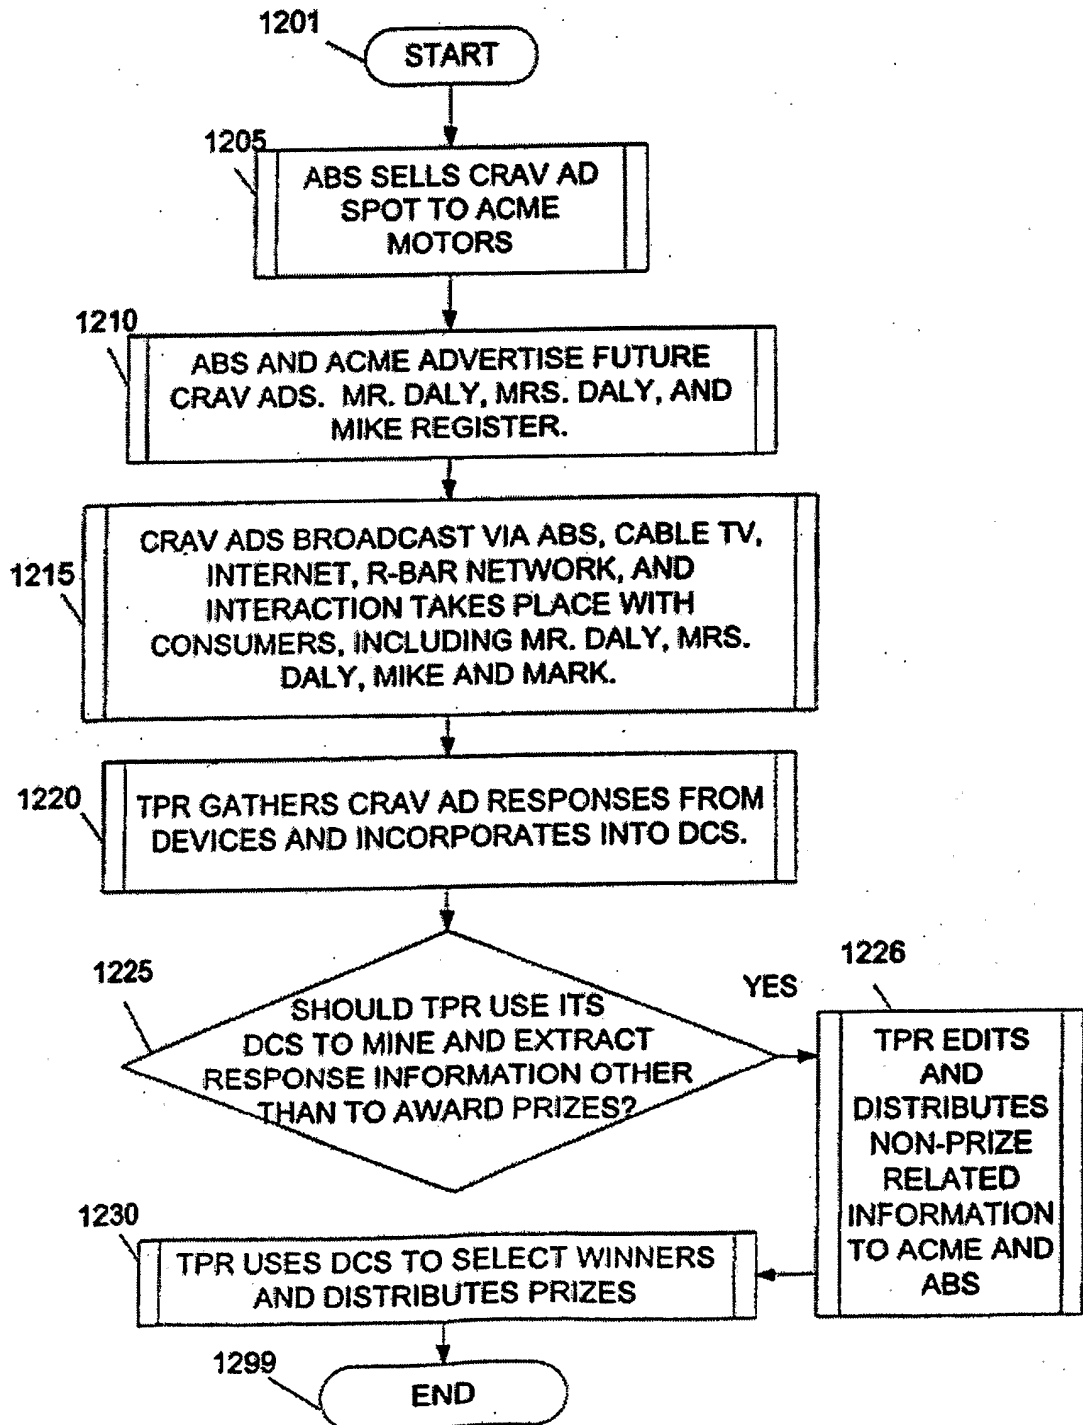 1201
START
1205
ABS SELLS CRAV AD
SPOT TO ACME
MOTORS
1210
ABS AND ACME ADVERTISE FUTURE
CRAV ADS. MR. DALY, MRS. DALY, AND
MIKE REGISTER.
1215
CRAV ADS BROADCAST VIA ABS, CABLE TV,
INTERNET, R-BAR NETWORK, AND
INTERACTION TAKES PLACE WITH
CONSUMERS, INCLUDING MR. DALY, MRS.
DALY, MIKE AND MARK.
1220
TPR GATHERS CRAV AD RESPONSES FROM
DEVICES AND INCORPORATES INTO DCS.
1225
SHOULD TPR USE ITS
DCS TO MINE AND EXTRACT
RESPONSE INFORMATION OTHER
THAN TO AWARD PRIZES?
YES
1226
TPR EDITS
AND
DISTRIBUTES
NON-PRIZE
RELATED
INFORMATION
TO ACME AND
ABS
1230
TPR USES DCS TO SELECT WINNERS
AND DISTRIBUTES PRIZES
1299
END